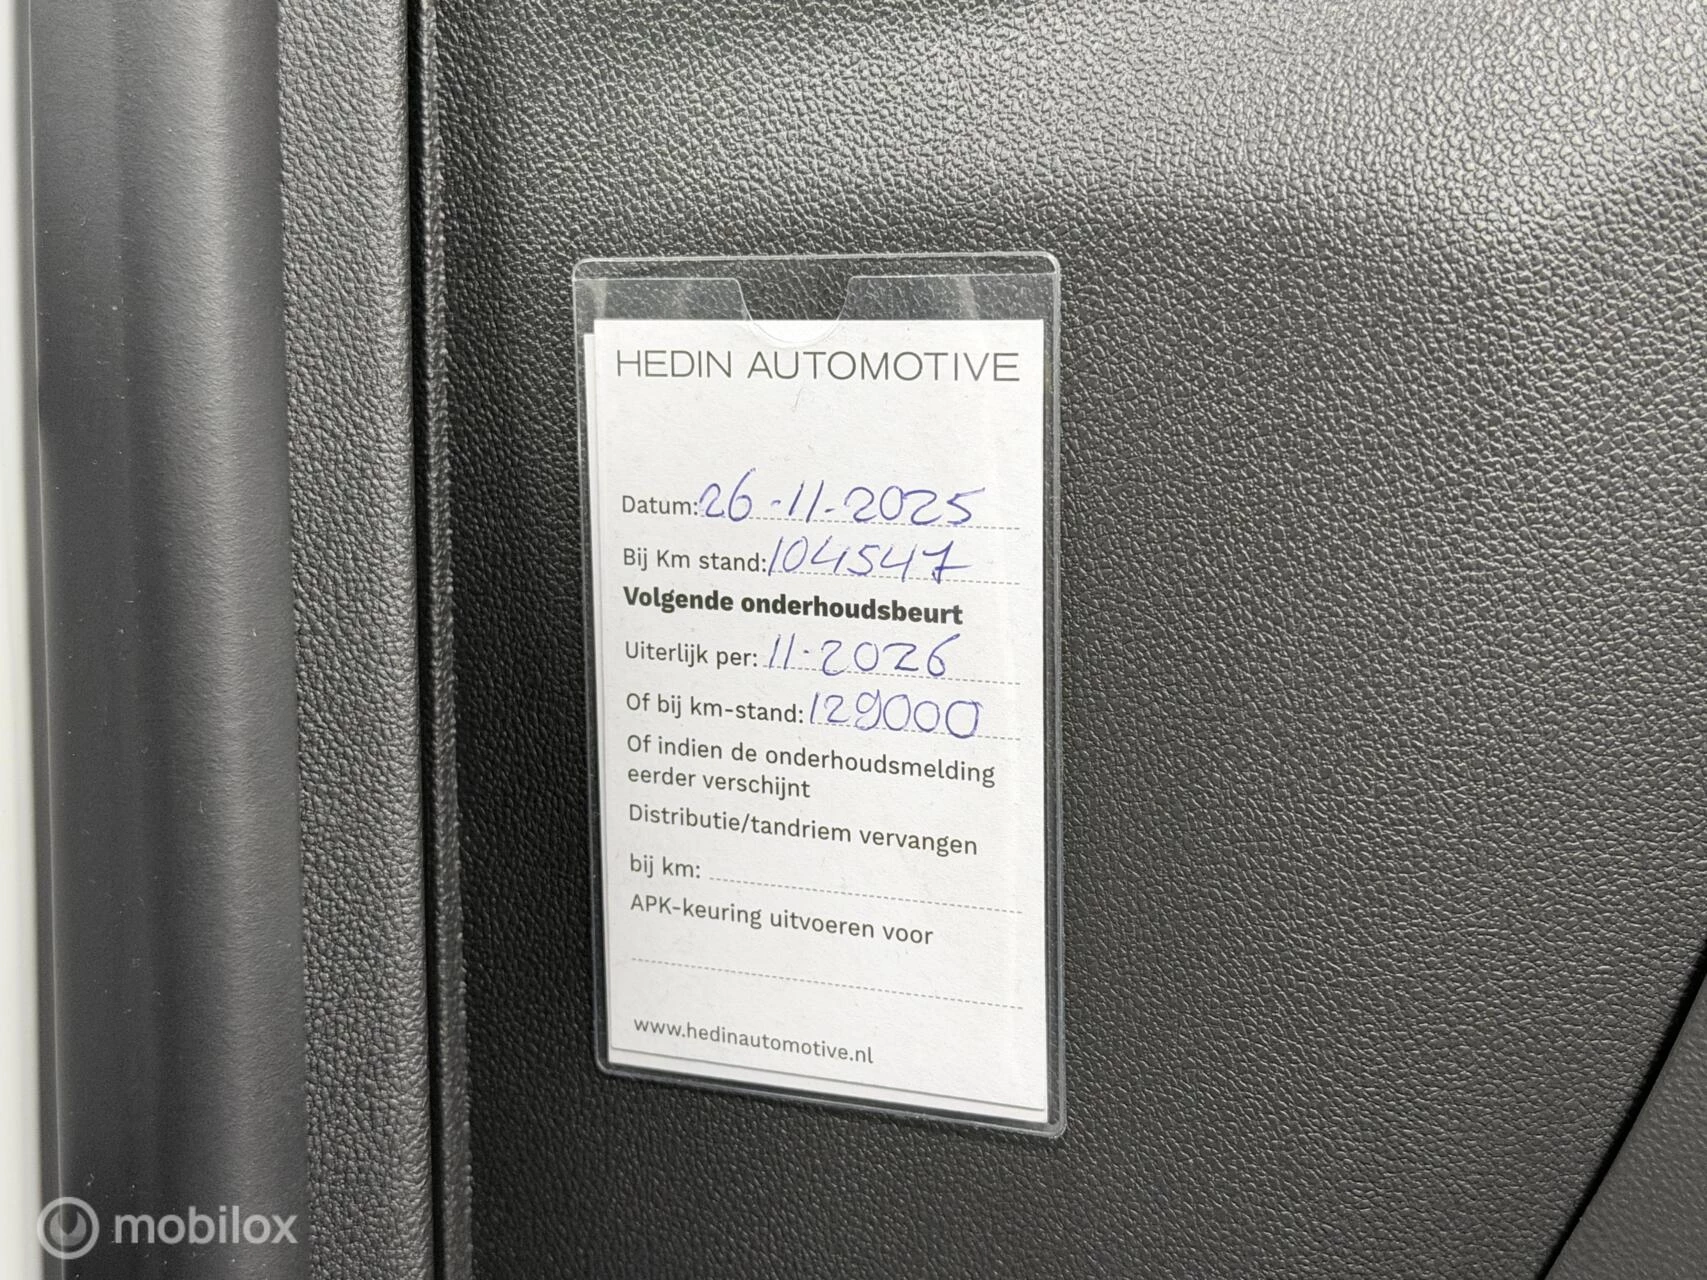 HEDIN AUTOMOTIVE
Datum: 26-11-2025
Bij Km stand: 104547
Volgende onderhoudsbeurt
Uiterlijk per: 11-2026
Of bij km-stand: 129000
Of indien de onderhoudsmelding
eerder verschijnt
Distributie/tandriem vervangen
bij km:
APK-keuring uitvoeren voor
www.hedinautomotive.nl
mobilox